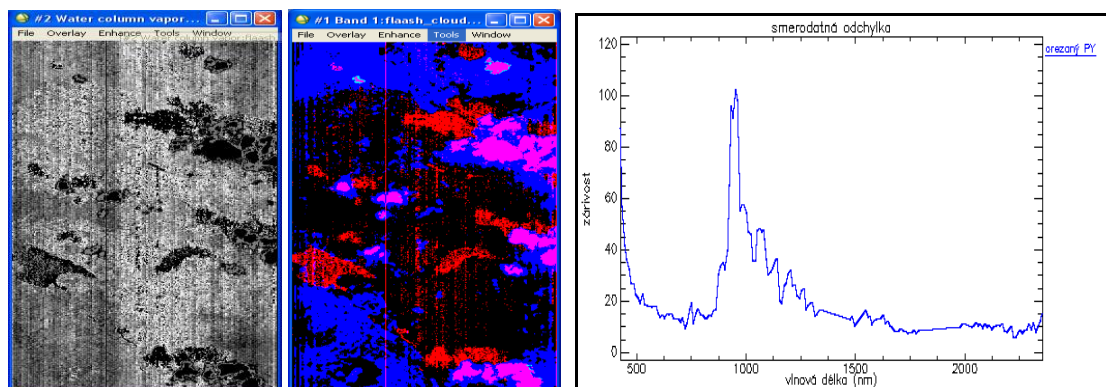 #2 Water column vapor...
File Overlay Enhance Tools Window
#1 Band 1:flaash_cloud...
File Overlay Enhance Tools Window
smerodatná odchylka
orezaný PY
zárivost
120
100
80
60
40
20
0
500
1000
1500
2000
vlnová délka (nm)